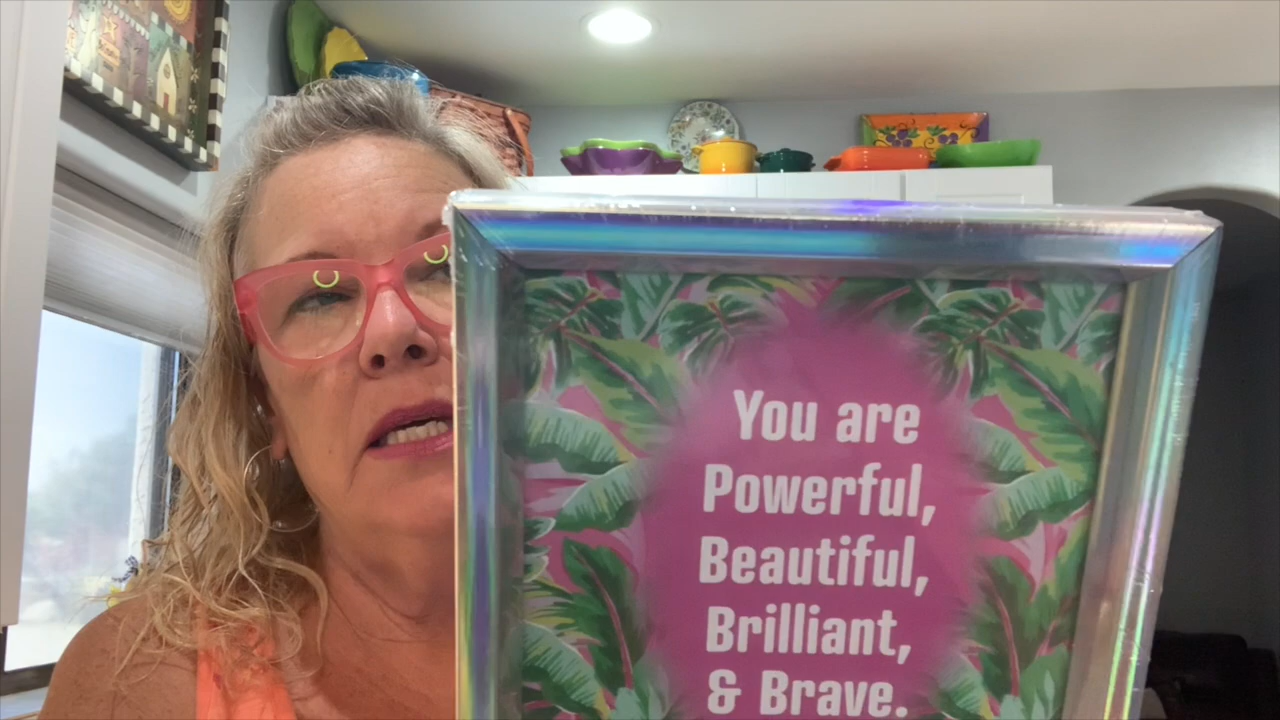 You are
Powerful,
Beautiful,
Brilliant,
& Brave.